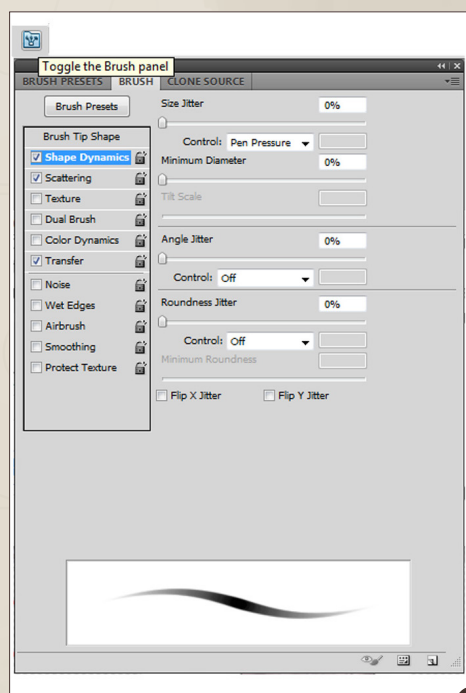 Toggle the Brush panel
BRUSH PRESETS BRUSH CLONE SOURCE
Brush Presets
Brush Tip Shape
Shape Dynamics
Scattering
Texture
Dual Brush
Color Dynamics
Transfer
Noise
Wet Edges
Airbrush
Smoothing
Protect Texture
Size Jitter 0%
Control: Pen Pressure
Minimum Diameter 0%
Tilt Scale
Angle Jitter 0%
Control: Off
Roundness Jitter 0%
Control: Off
Minimum Roundness
Flip X Jitter Flip Y Jitter